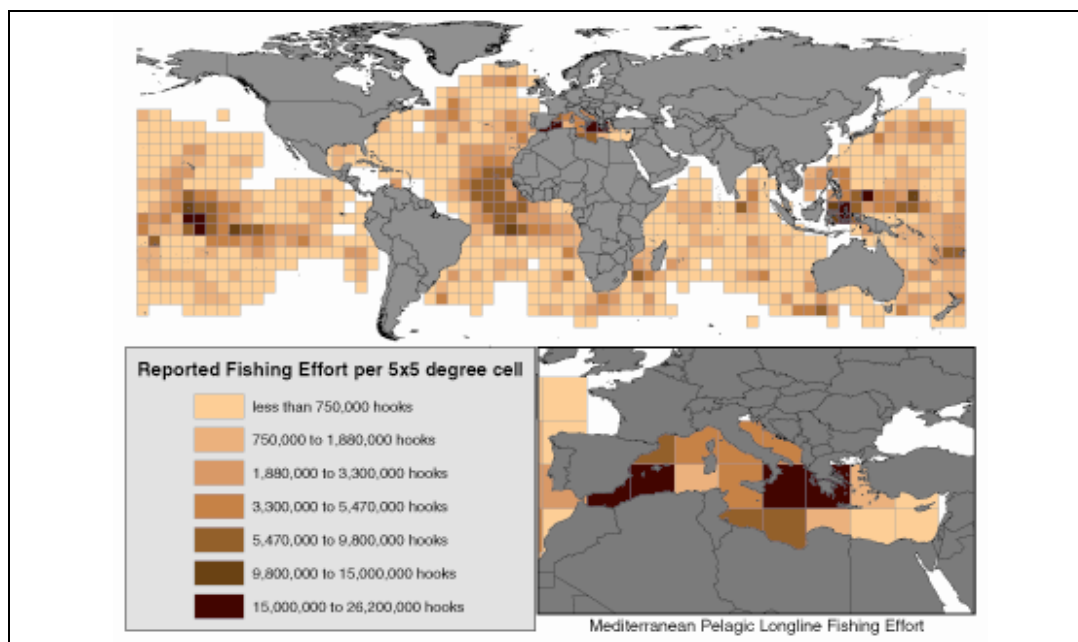 Reported Fishing Effort per 5x5 degree cell
less than 750,000 hooks
750,000 to 1,880,000 hooks
1,880,000 to 3,300,000 hooks
3,300,000 to 5,470,000 hooks
5,470,000 to 9,800,000 hooks
9,800,000 to 15,000,000 hooks
15,000,000 to 26,200,000 hooks
Mediterranean Pelagic Longline Fishing Effort